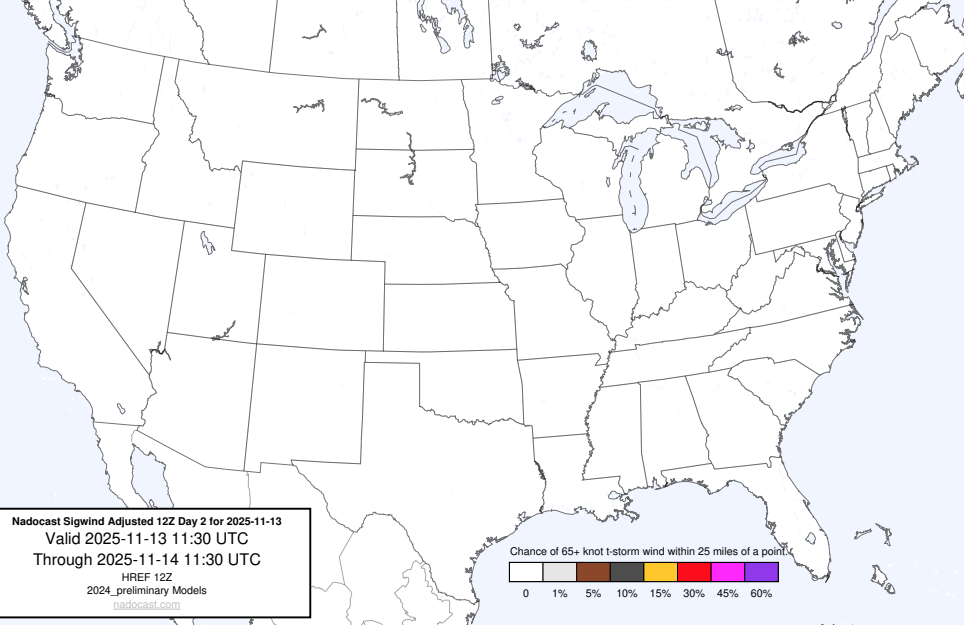 Nadocast Sigwind Adjusted 12Z Day 2 for 2025-11-13
Valid 2025-11-13 11:30 UTC
Through 2025-11-14 11:30 UTC
HREF 12Z
2024_preliminary Models
nadocast.com
Chance of 65+ knot t-storm wind within 25 miles of a point.
0 1% 5% 10% 15% 30% 45% 60%